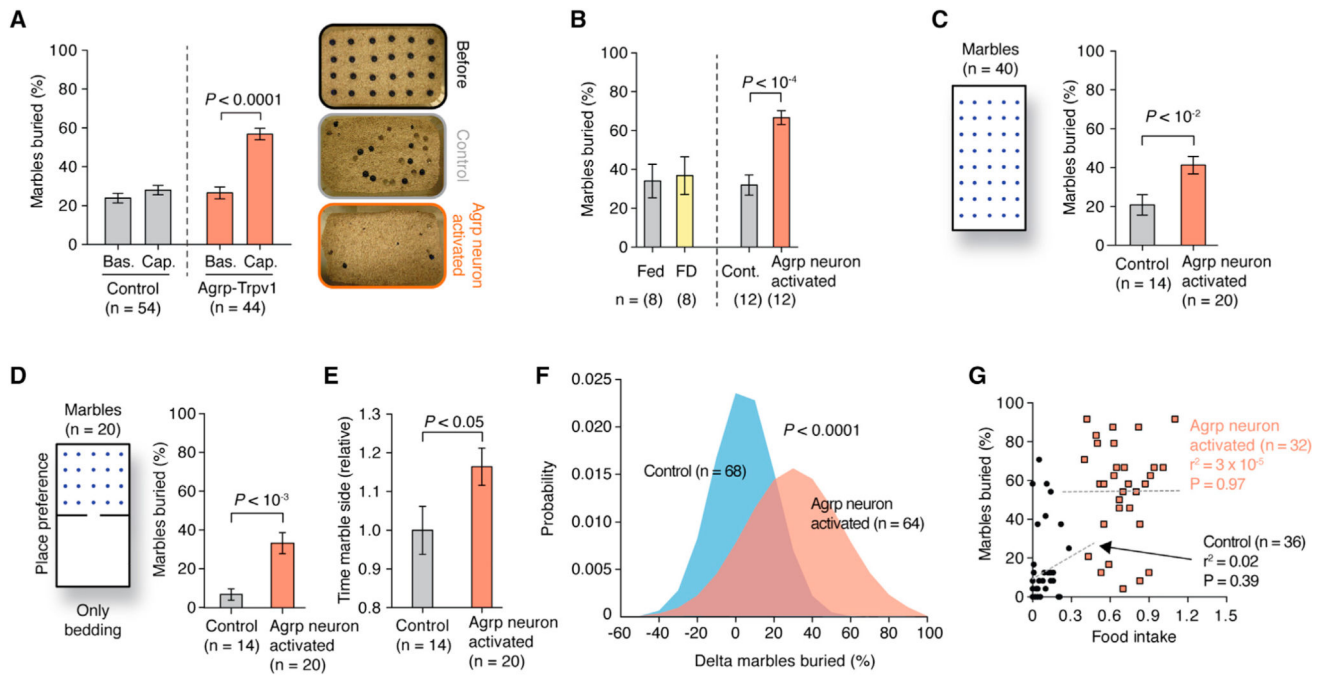 A
Marbles buried (%)
100
80
60
40
20
0
P < 0.0001
Bas. Cap. Bas. Cap.
Control
(n = 54)
Agrp-Trpv1
(n = 44)
Before
Control
Agrp neuron
activated
B
Marbles buried (%)
100
80
60
40
20
0
P < 10-4
Fed FD Cont. Agrp neuron
activated
n = (8) (8) (12) (12)
C
Marbles
(n = 40)
Marbles buried (%)
100
80
60
40
20
0
P < 10-2
Control
(n = 14)
Agrp neuron
activated
(n = 20)
D
Place preference
Marbles
(n = 20)
Only
bedding
Marbles buried (%)
100
80
60
40
20
0
P < 10-3
Control
(n = 14)
Agrp neuron
activated
(n = 20)
E
Time marble side (relative)
1.3
1.2
1.1
1.0
0.9
0.8
P < 0.05
Control
(n = 14)
Agrp neuron
activated
(n = 20)
F
Probability
0.025
0.020
0.015
0.010
0.005
0
P < 0.0001
Control (n = 68)
Agrp neuron
activated (n = 64)
-60 -40 -20 0 20 40 60 80 100
Delta marbles buried (%)
G
Marbles buried (%)
100
80
60
40
20
0
Agrp neuron
activated (n = 32)
r2 = 3 x 10-5
P = 0.97
Control (n = 36)
r2 = 0.02
P = 0.39
0 0.3 0.6 0.9 1.2 1.5
Food intake